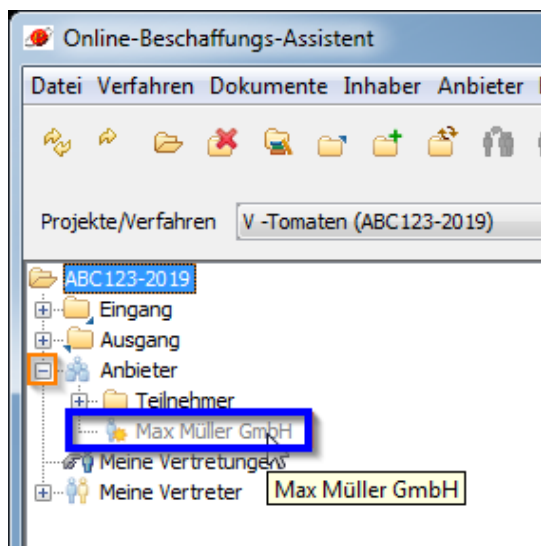 Online-Beschaffungs-Assistent
Datei Verfahren Dokumente Inhaber Anbieter
Projekte/Verfahren V -Tomaten (ABC123-2019)
ABC123-2019
Eingang
Ausgang
Anbieter
Teilnehmer
Max Müller GmbH
Meine Vertretungen
Meine Vertreter Max Müller GmbH